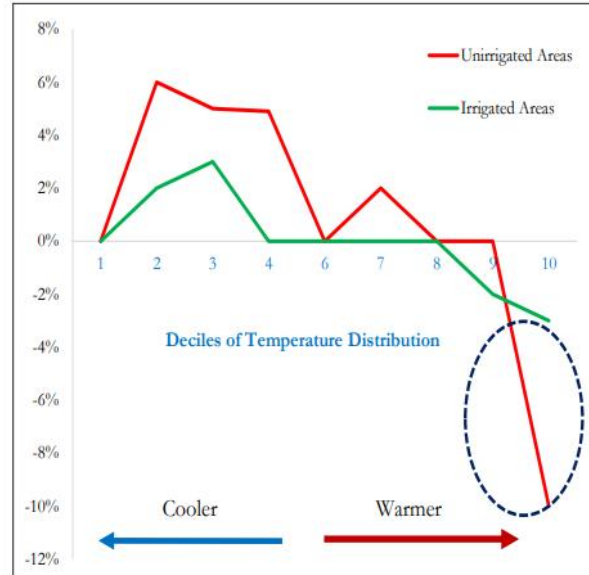 8%
Unirrigated Areas
6%
Irrigated Areas
4%
2%
0%
1 2 3 4 6 7 8 9 10
-2%
Deciles of Temperature Distribution
-4%
-6%
-8%
Cooler Warmer
-10%
-12%